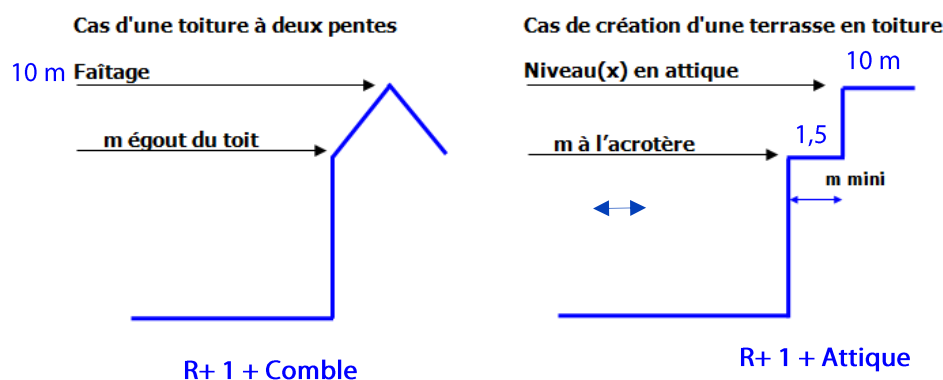 Cas d'une toiture à deux pentes
10 m Faîtage
m égout du toit
R+ 1 + Comble
Cas de création d'une terrasse en toiture
10 m
Niveau(x) en attique
1,5
m à l'acrotère
m mini
R+ 1 + Attique